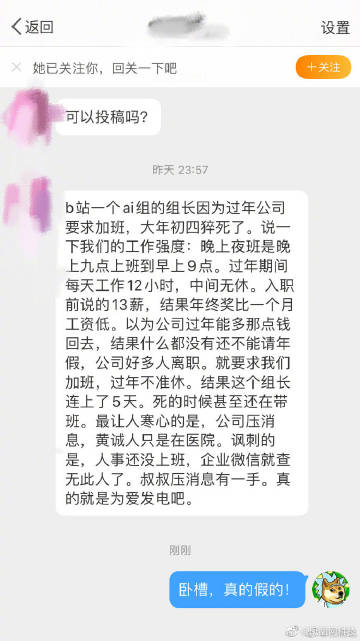 返回
设置
她已关注你，回关一下吧
＋关注
可以投稿吗？
昨天 23:57
b站一个ai组的组长因为过年公司
要求加班，大年初四猝死了。说一
下我们的工作强度：晚上夜班是晚
上九点上班到早上9点。过年期间
每天工作12小时，中间无休。入职
前说的13薪，结果年终奖比一个月
工资低。以为公司过年能多那点钱
回去，结果什么都没有还不能请年
假，公司好多人离职。就要求我们
加班，过年不准休。结果这个组长
连上了5天。死的时候甚至还在带
班。最让人寒心的是，公司压消
息，黄诚人只是在医院。讽刺的
是，人事还没上班，企业微信就查
无此人了。叔叔压消息有一手。真
的就是为爱发电吧。
刚刚
卧槽，真的假的！